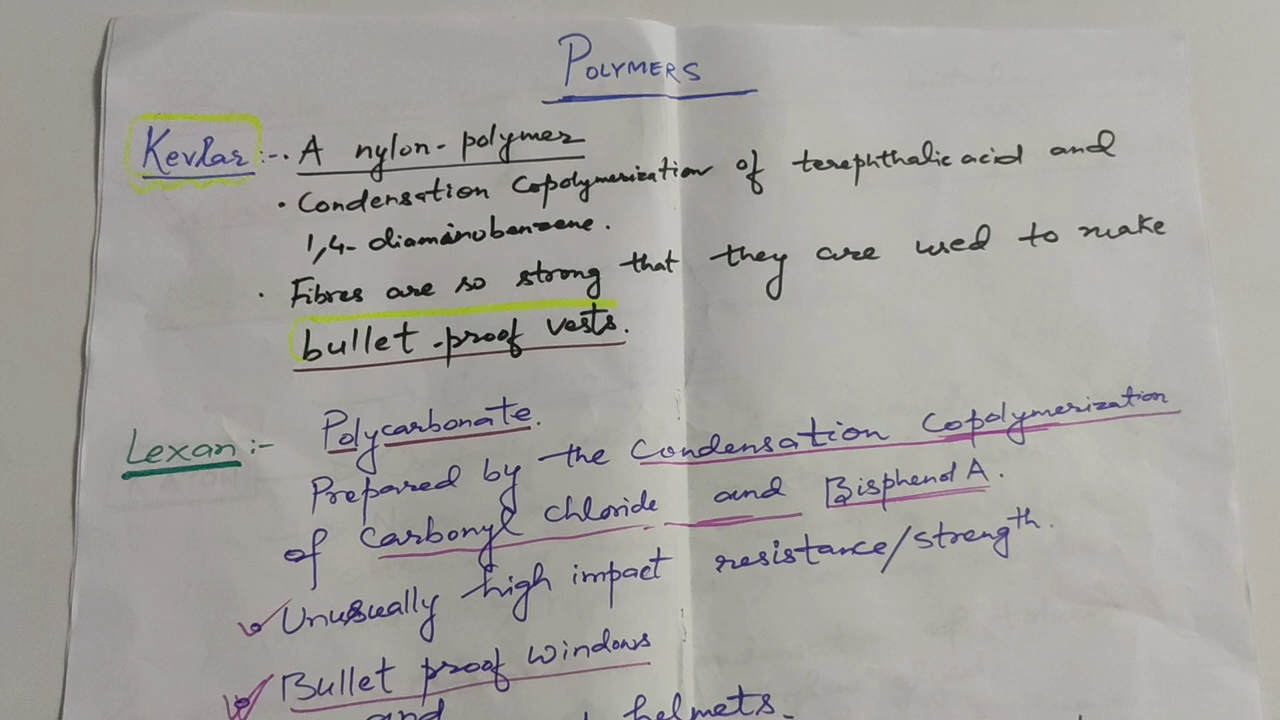 POLYMERS
Kevlar :- · A nylon-polymer
· Condensation Copolymerization of terephthalic acid and
1,4-diaminobenzene.
· Fibres are so strong that they are used to make
bullet-proof vests.
Lexan :- Polycarbonate.
Prepared by the Condensation Copolymerization
of Carbonyl chloride and Bisphenol A.
Unusually high impact resistance/strength.
Bullet proof windows
and helmets.